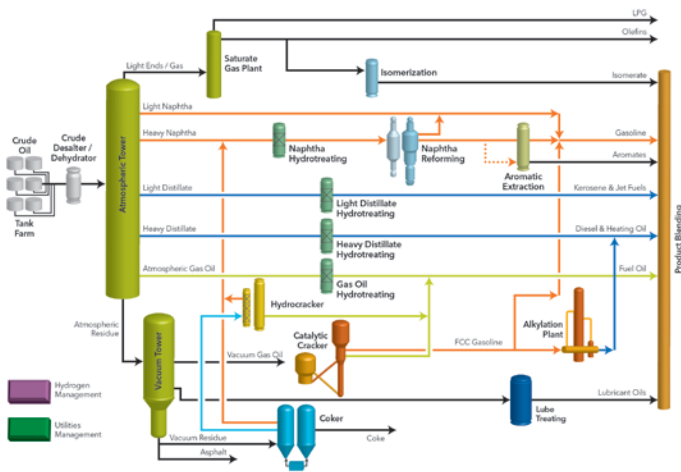 LPG
Olefins
Light Ends / Gas
Saturate
Gas Plant
Isomerization
Isomerate
Light Naphtha
Crude
Oil
Crude
Desalter /
Dehydrator
Heavy Naphtha
Naphtha
Hydrotreating
Naphtha
Reforming
Gasoline
Aromates
Aromatic
Extraction
Atmospheric Tower
Tank
Farm
Light Distillate
Light Distillate
Hydrotreating
Kerosene & Jet Fuels
Heavy Distillate
Heavy Distillate
Hydrotreating
Diesel & Heating Oil
Product Blending
Atmospheric Gas Oil
Gas Oil
Hydrotreating
Fuel Oil
Hydrocracker
Atmospheric
Residue
Vacuum Tower
Catalytic
Cracker
Vacuum Gas Oil
FCC Gasoline
Alkylation
Plant
Hydrogen
Management
Utilities
Management
Lube
Treating
Lubricant Oils
Coker
Vacuum Residue
Coke
Asphalt